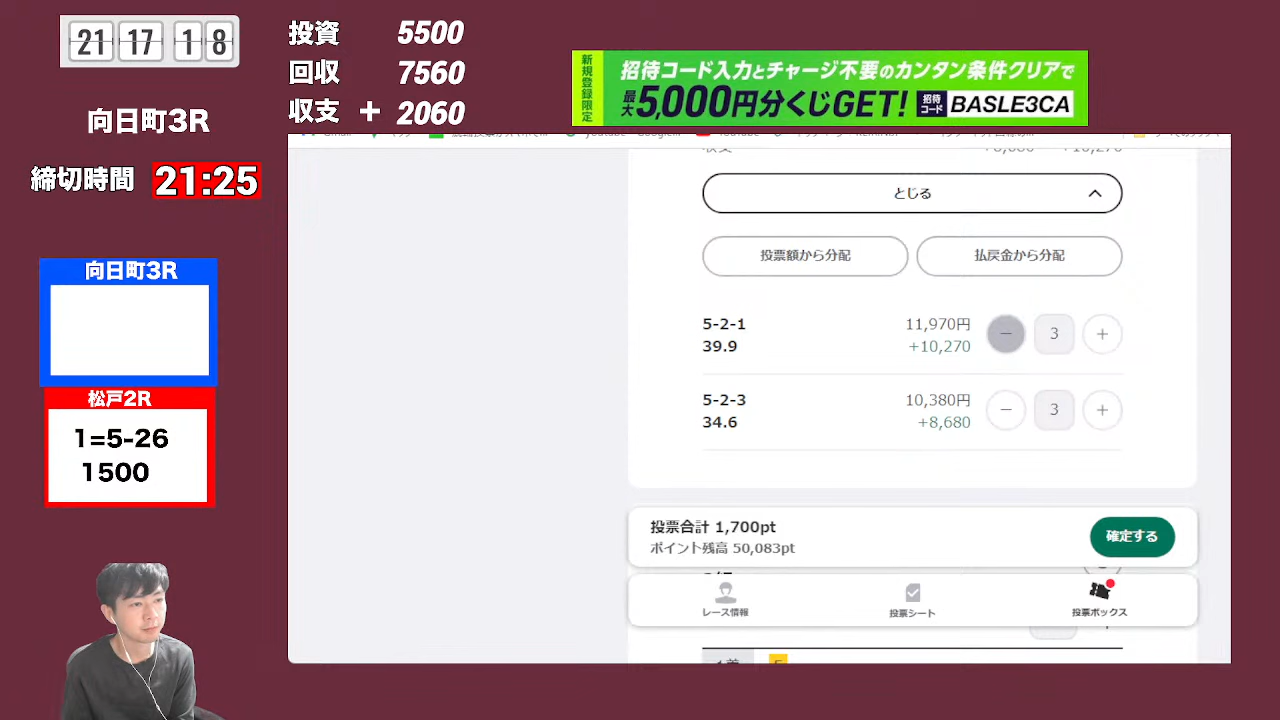 21 17 18
投資 5500
回収 7560
収支 + 2060
新規登録限定
招待コード入力とチャージ不要のカンタン条件クリアで
最大5,000円分くじGET! 招待コード BASLE3CA
向日町3R
締切時間 21:25
とじる
投票額から分配
払戻金から分配
向日町3R
5-2-1 11,970円
39.9 +10,270
3
5-2-3 10,380円
34.6 +8,680
3
松戸2R
1=5-26
1500
投票合計 1,700pt
ポイント残高 50,083pt
確定する
レース情報
投票シート
投票ボックス